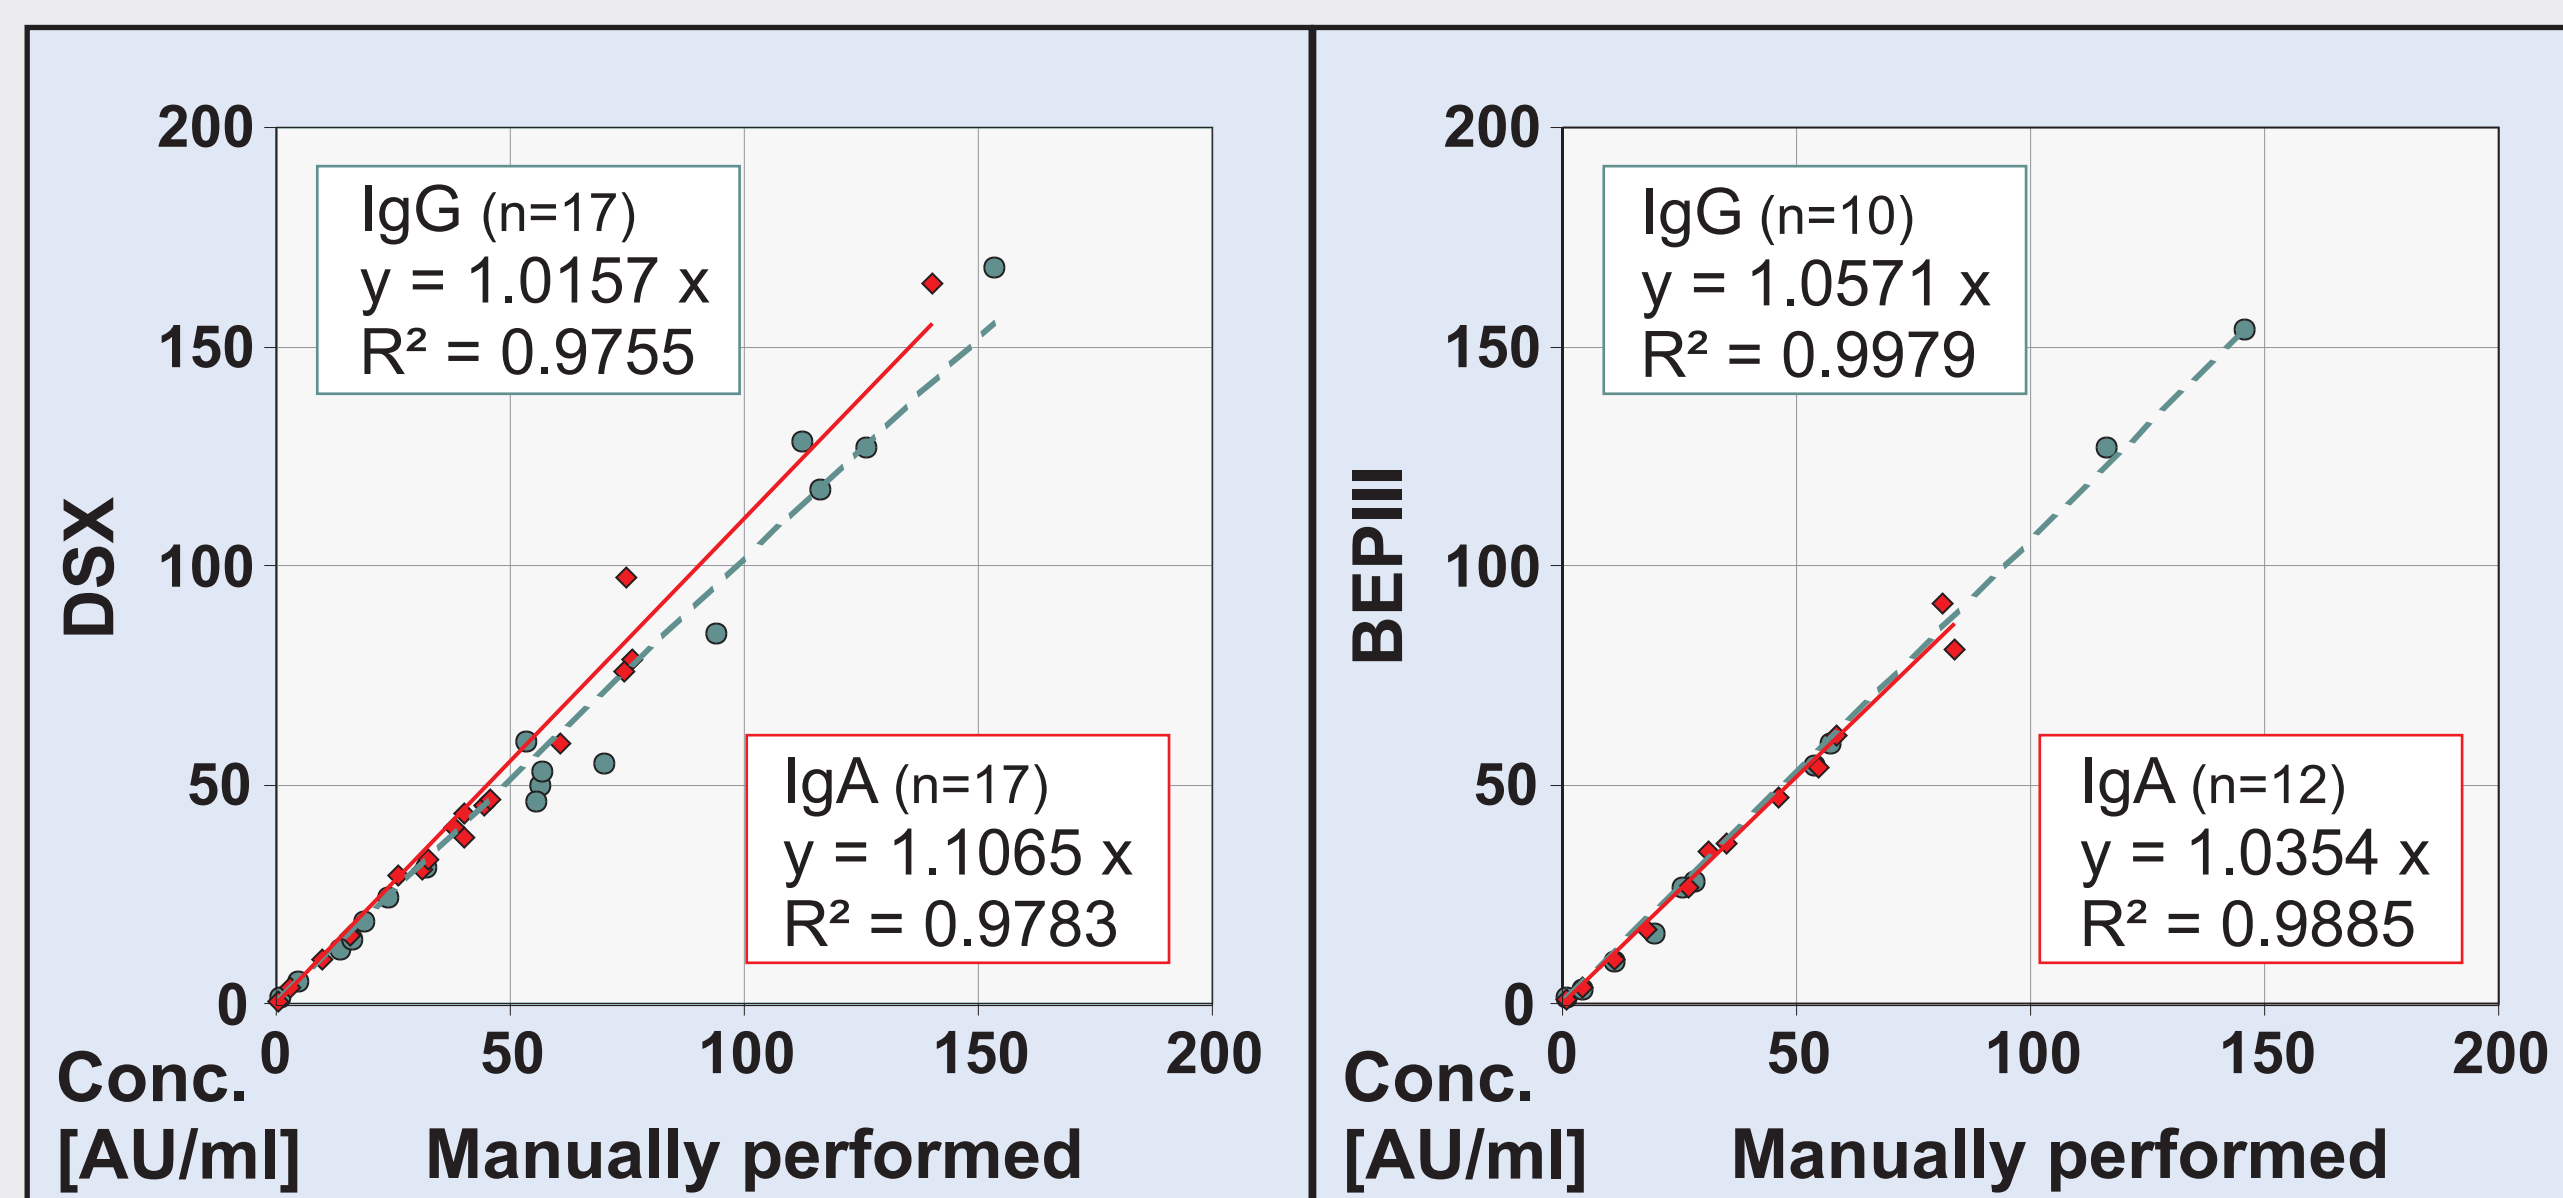 200
150
100
50
0
DSX
IgG (n=17)
y = 1.0157 x
R² = 0.9755
IgA (n=17)
y = 1.1065 x
R² = 0.9783
0 50 100 150 200
Conc.
[AU/ml] Manually performed
200
150
100
50
0
BEPIII
IgG (n=10)
y = 1.0571 x
R² = 0.9979
IgA (n=12)
y = 1.0354 x
R² = 0.9885
0 50 100 150 200
Conc.
[AU/ml] Manually performed